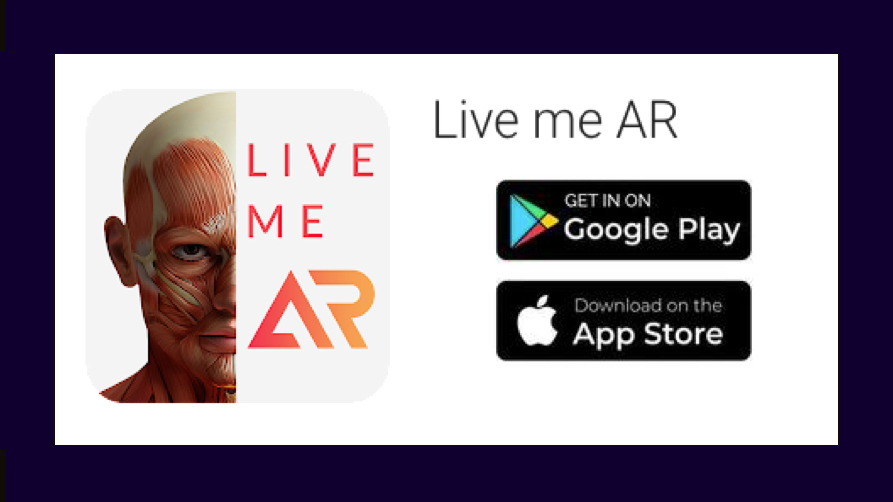 LIVE
ME
AR
Live me AR
GET IN ON
Google Play
Download on the
App Store